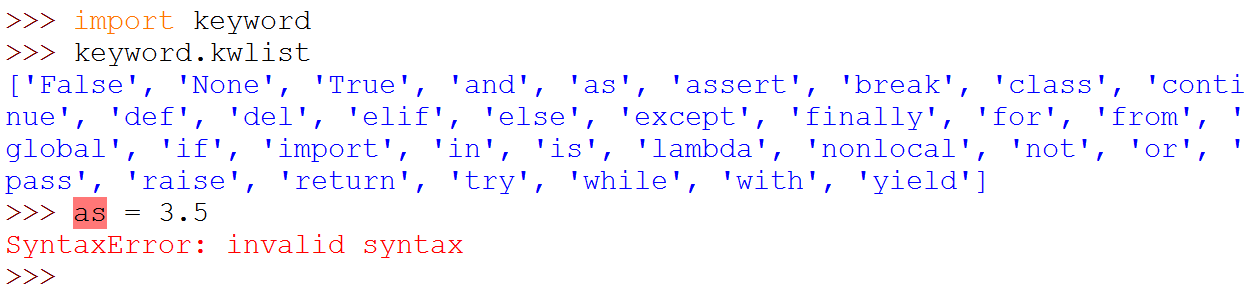 >>> import keyword
>>> keyword.kwlist
['False', 'None', 'True', 'and', 'as', 'assert', 'break', 'class', 'conti
nue', 'def', 'del', 'elif', 'else', 'except', 'finally', 'for', 'from', '
global', 'if', 'import', 'in', 'is', 'lambda', 'nonlocal', 'not', 'or', '
pass', 'raise', 'return', 'try', 'while', 'with', 'yield']
>>> as = 3.5
SyntaxError: invalid syntax
>>>